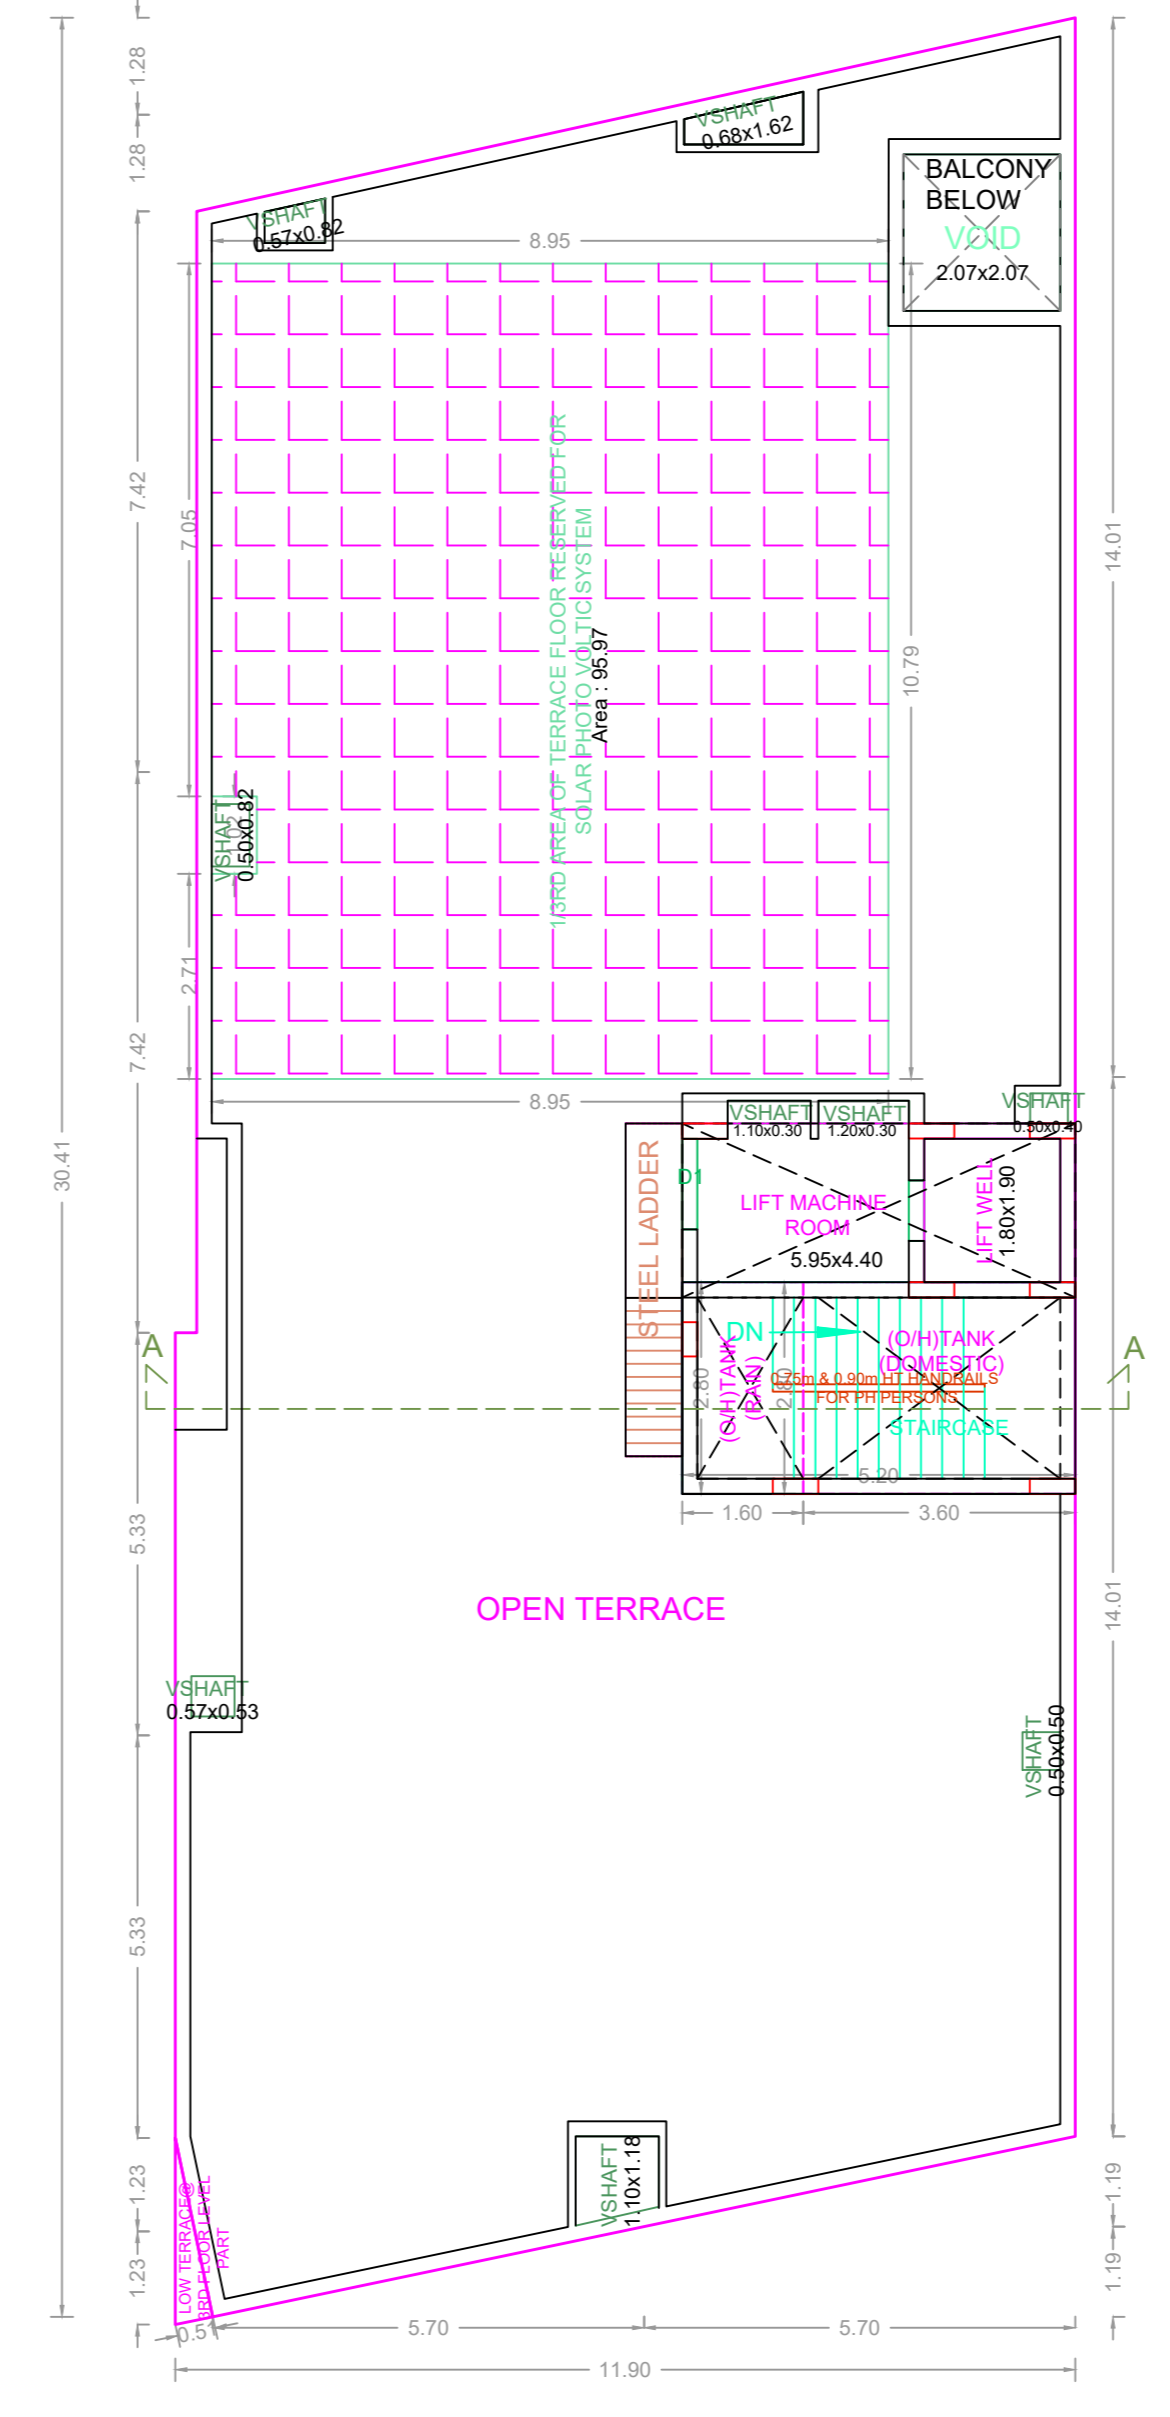 1.28
1.28
VSHAFT
0.68x1.62
BALCONY
BELOW
VOID
2.07x2.07
VSHAFT
0.57x0.82
8.95
7.42
7.05
14.01
1/3RD AREA OF TERRACE FLOOR RESERVED FOR
SOLAR PHOTO VOLTIC SYSTEM
Area : 95.97
10.79
VSHAFT
0.50x0.82
1.02
2.71
7.42
8.95
30.41
VSHAFT
1.10x0.30
VSHAFT
1.20x0.30
VSHAFT
0.50x0.40
STEEL LADDER
D1
LIFT MACHINE
ROOM
5.95x4.40
LIFT WELL
1.80x1.90
A
A
DN
(O/H)TANK
(RAIN)
(O/H)TANK
(DOMESTIC)
0.75m & 0.90m HT HANDRAILS
FOR PH PERSONS
STAIRCASE
2.80
2.80
5.20
1.60
3.60
5.33
OPEN TERRACE
14.01
VSHAFT
0.57x0.53
VSHAFT
0.50x0.50
5.33
VSHAFT
1.10x1.18
1.23
1.19
LOW TERRACE@
3RD FLOOR LEVEL
PART
1.23
1.19
0.51
5.70
5.70
11.90